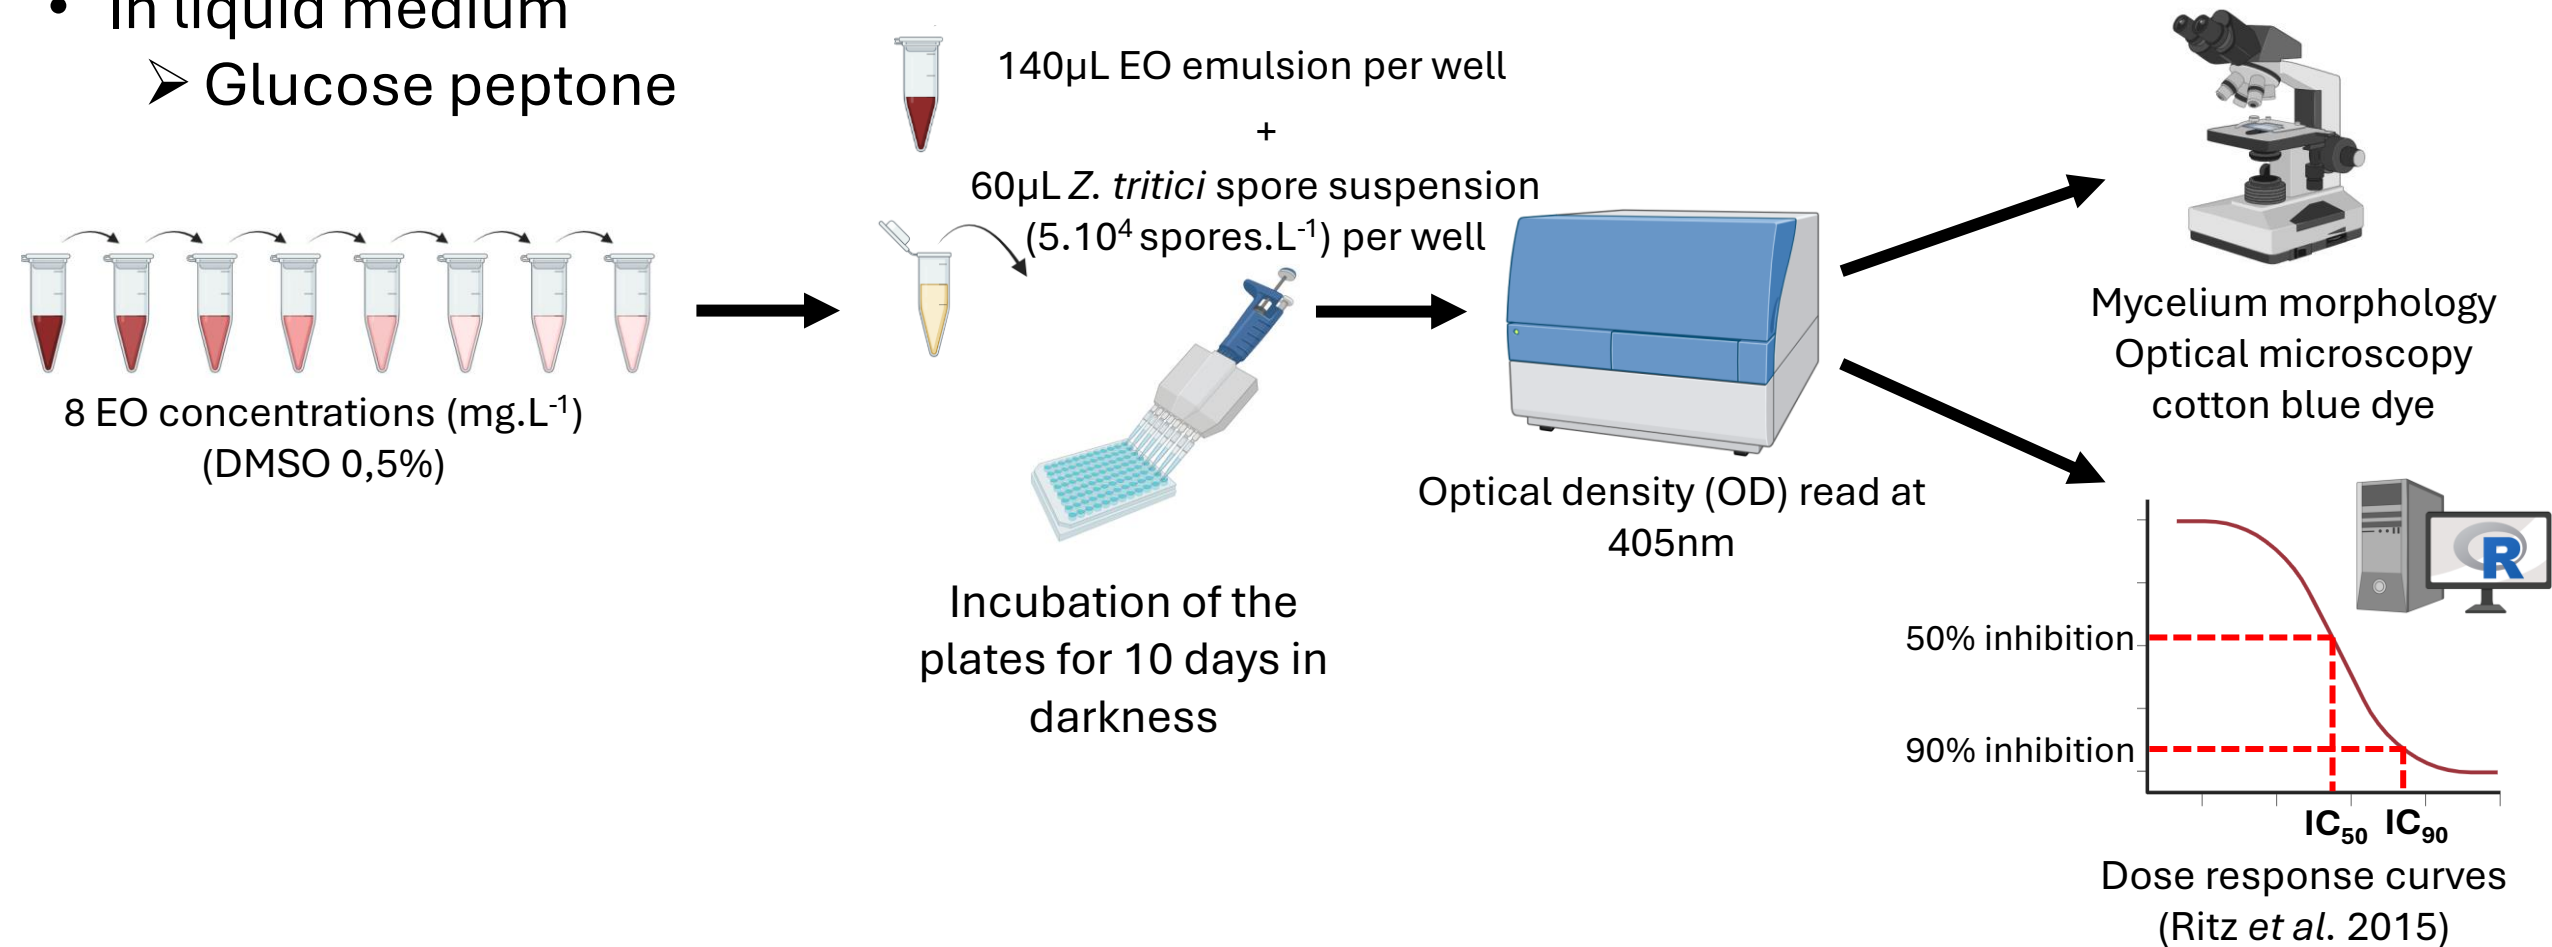 • In liquid medium
➢ Glucose peptone
140µL EO emulsion per well
+
60µL Z. tritici spore suspension
(5.10⁴ spores.L⁻¹) per well
8 EO concentrations (mg.L⁻¹)
(DMSO 0,5%)
Incubation of the
plates for 10 days in
darkness
Optical density (OD) read at
405nm
Mycelium morphology
Optical microscopy
cotton blue dye
R
50% inhibition
90% inhibition
IC₅₀ IC₉₀
Dose response curves
(Ritz et al. 2015)